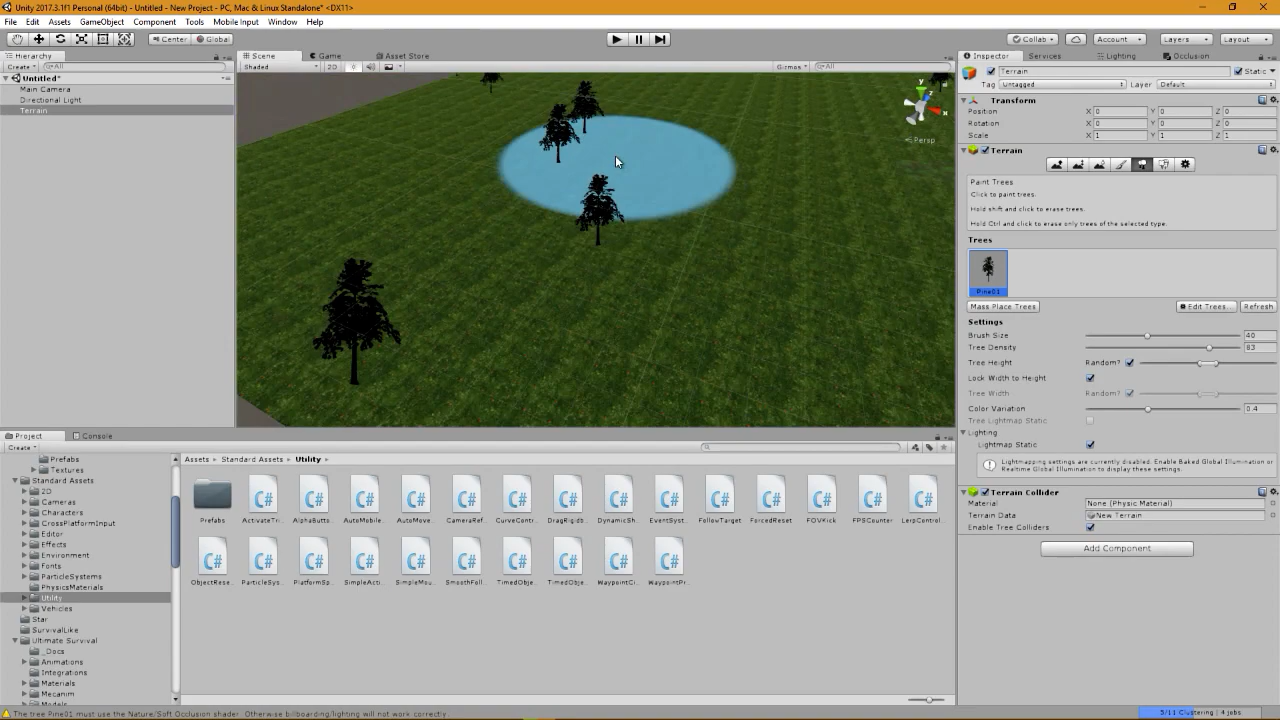 Unity 2017.3.1f1 Personal (64bit) - Untitled - New Project - PC, Mac & Linux Standalone* <DX11>
File Edit Assets GameObject Component Tools Mobile Input Window Help
Center Global Collab Account Layers Layout
Hierarchy Scene Game Asset Store Inspector Services Lighting Occlusion
Create All Shaded 2D Gizmos All Terrain Static
Untitled* Tag Untagged Layer Default
Main Camera
Directional Light
Terrain
y
z
x
Persp
Transform
Position X 0 Y 0 Z 0
Rotation X 0 Y 0 Z 0
Scale X 1 Y 1 Z 1
Terrain
Paint Trees
Click to paint trees.
Hold shift and click to erase trees.
Hold Ctrl and click to erase only trees of the selected type.
Trees
Pine01
Mass Place Trees Edit Trees... Refresh
Settings
Brush Size 40
Tree Density 83
Tree Height Random?
Lock Width to Height
Tree Width Random?
Color Variation 0.4
Tree Lightmap Static
Lighting
Lightmap Static
Lightmapping settings are currently disabled. Enable Baked Global Illumination or
Realtime Global Illumination to display these settings.
Terrain Collider
Material None (Physic Material)
Terrain Data New Terrain
Enable Tree Colliders
Add Component
Project Console
Create
Prefabs
Textures
Standard Assets
2D
Cameras
Characters
CrossPlatformInput
Editor
Effects
Environment
Fonts
ParticleSystems
PhysicsMaterials
Utility
Vehicles
Star
SurvivalLike
Ultimate Survival
_Docs
Animations
Integrations
Materials
Mecanim
Models
Assets Standard Assets Utility
C# C# C# C# C# C# C# C# C# C# C# C# C# C#
Prefabs ActivateTri... AlphaButt... AutoMobile... AutoMove... CameraRef... CurveContr... DragRigidb... DynamicSh... EventSyst... FollowTarget ForcedReset FOVKick FPSCounter LerpControl...
C# C# C# C# C# C# C# C# C# C#
ObjectRese... ParticleSys... PlatformSp... SimpleActi... SimpleMou... SmoothFoll... TimedObje... TimedObje... WaypointCi... WaypointPr...
The tree Pine01 must use the Nature/Soft Occlusion shader. Otherwise billboarding/lighting will not work correctly.
5/11 Clustering | 4 jobs